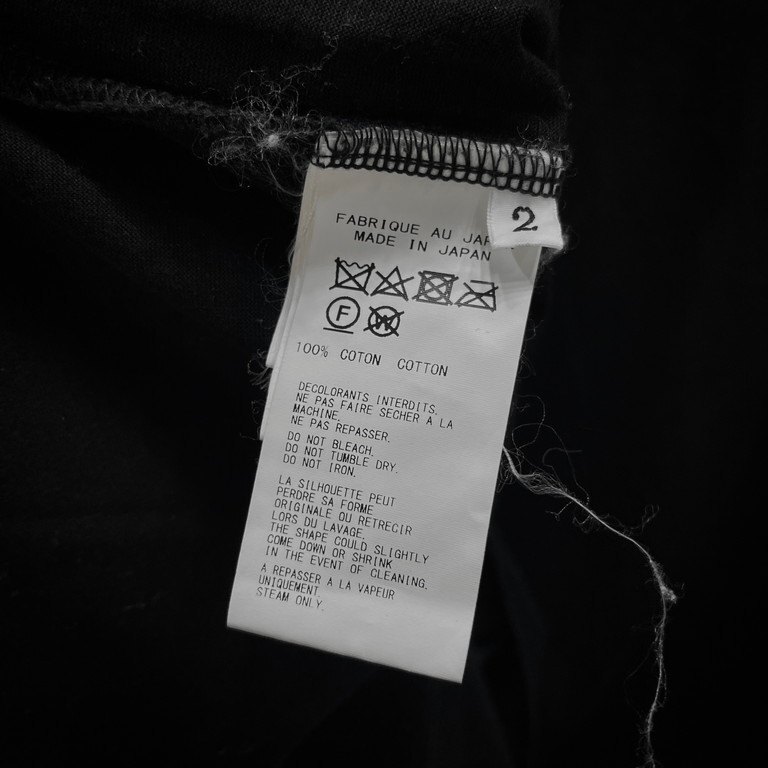 FABRIQUE AU JAP
2
MADE IN JAPAN
F
W
100% COTON COTTON
DECOLORANTS INTERDITS.
NE PAS FAIRE SECHER A LA
MACHINE.
NE PAS REPASSER.
DO NOT BLEACH.
DO NOT TUMBLE DRY.
DO NOT IRON.
LA SILHOUETTE PEUT
PERDRE SA FORME
ORIGINALE OU RETRECIR
LORS DU LAVAGE.
THE SHAPE COULD SLIGHTLY
COME DOWN OR SHRINK
IN THE EVENT OF CLEANING.
A REPASSER A LA VAPEUR
UNIQUEMENT.
STEAM ONLY.